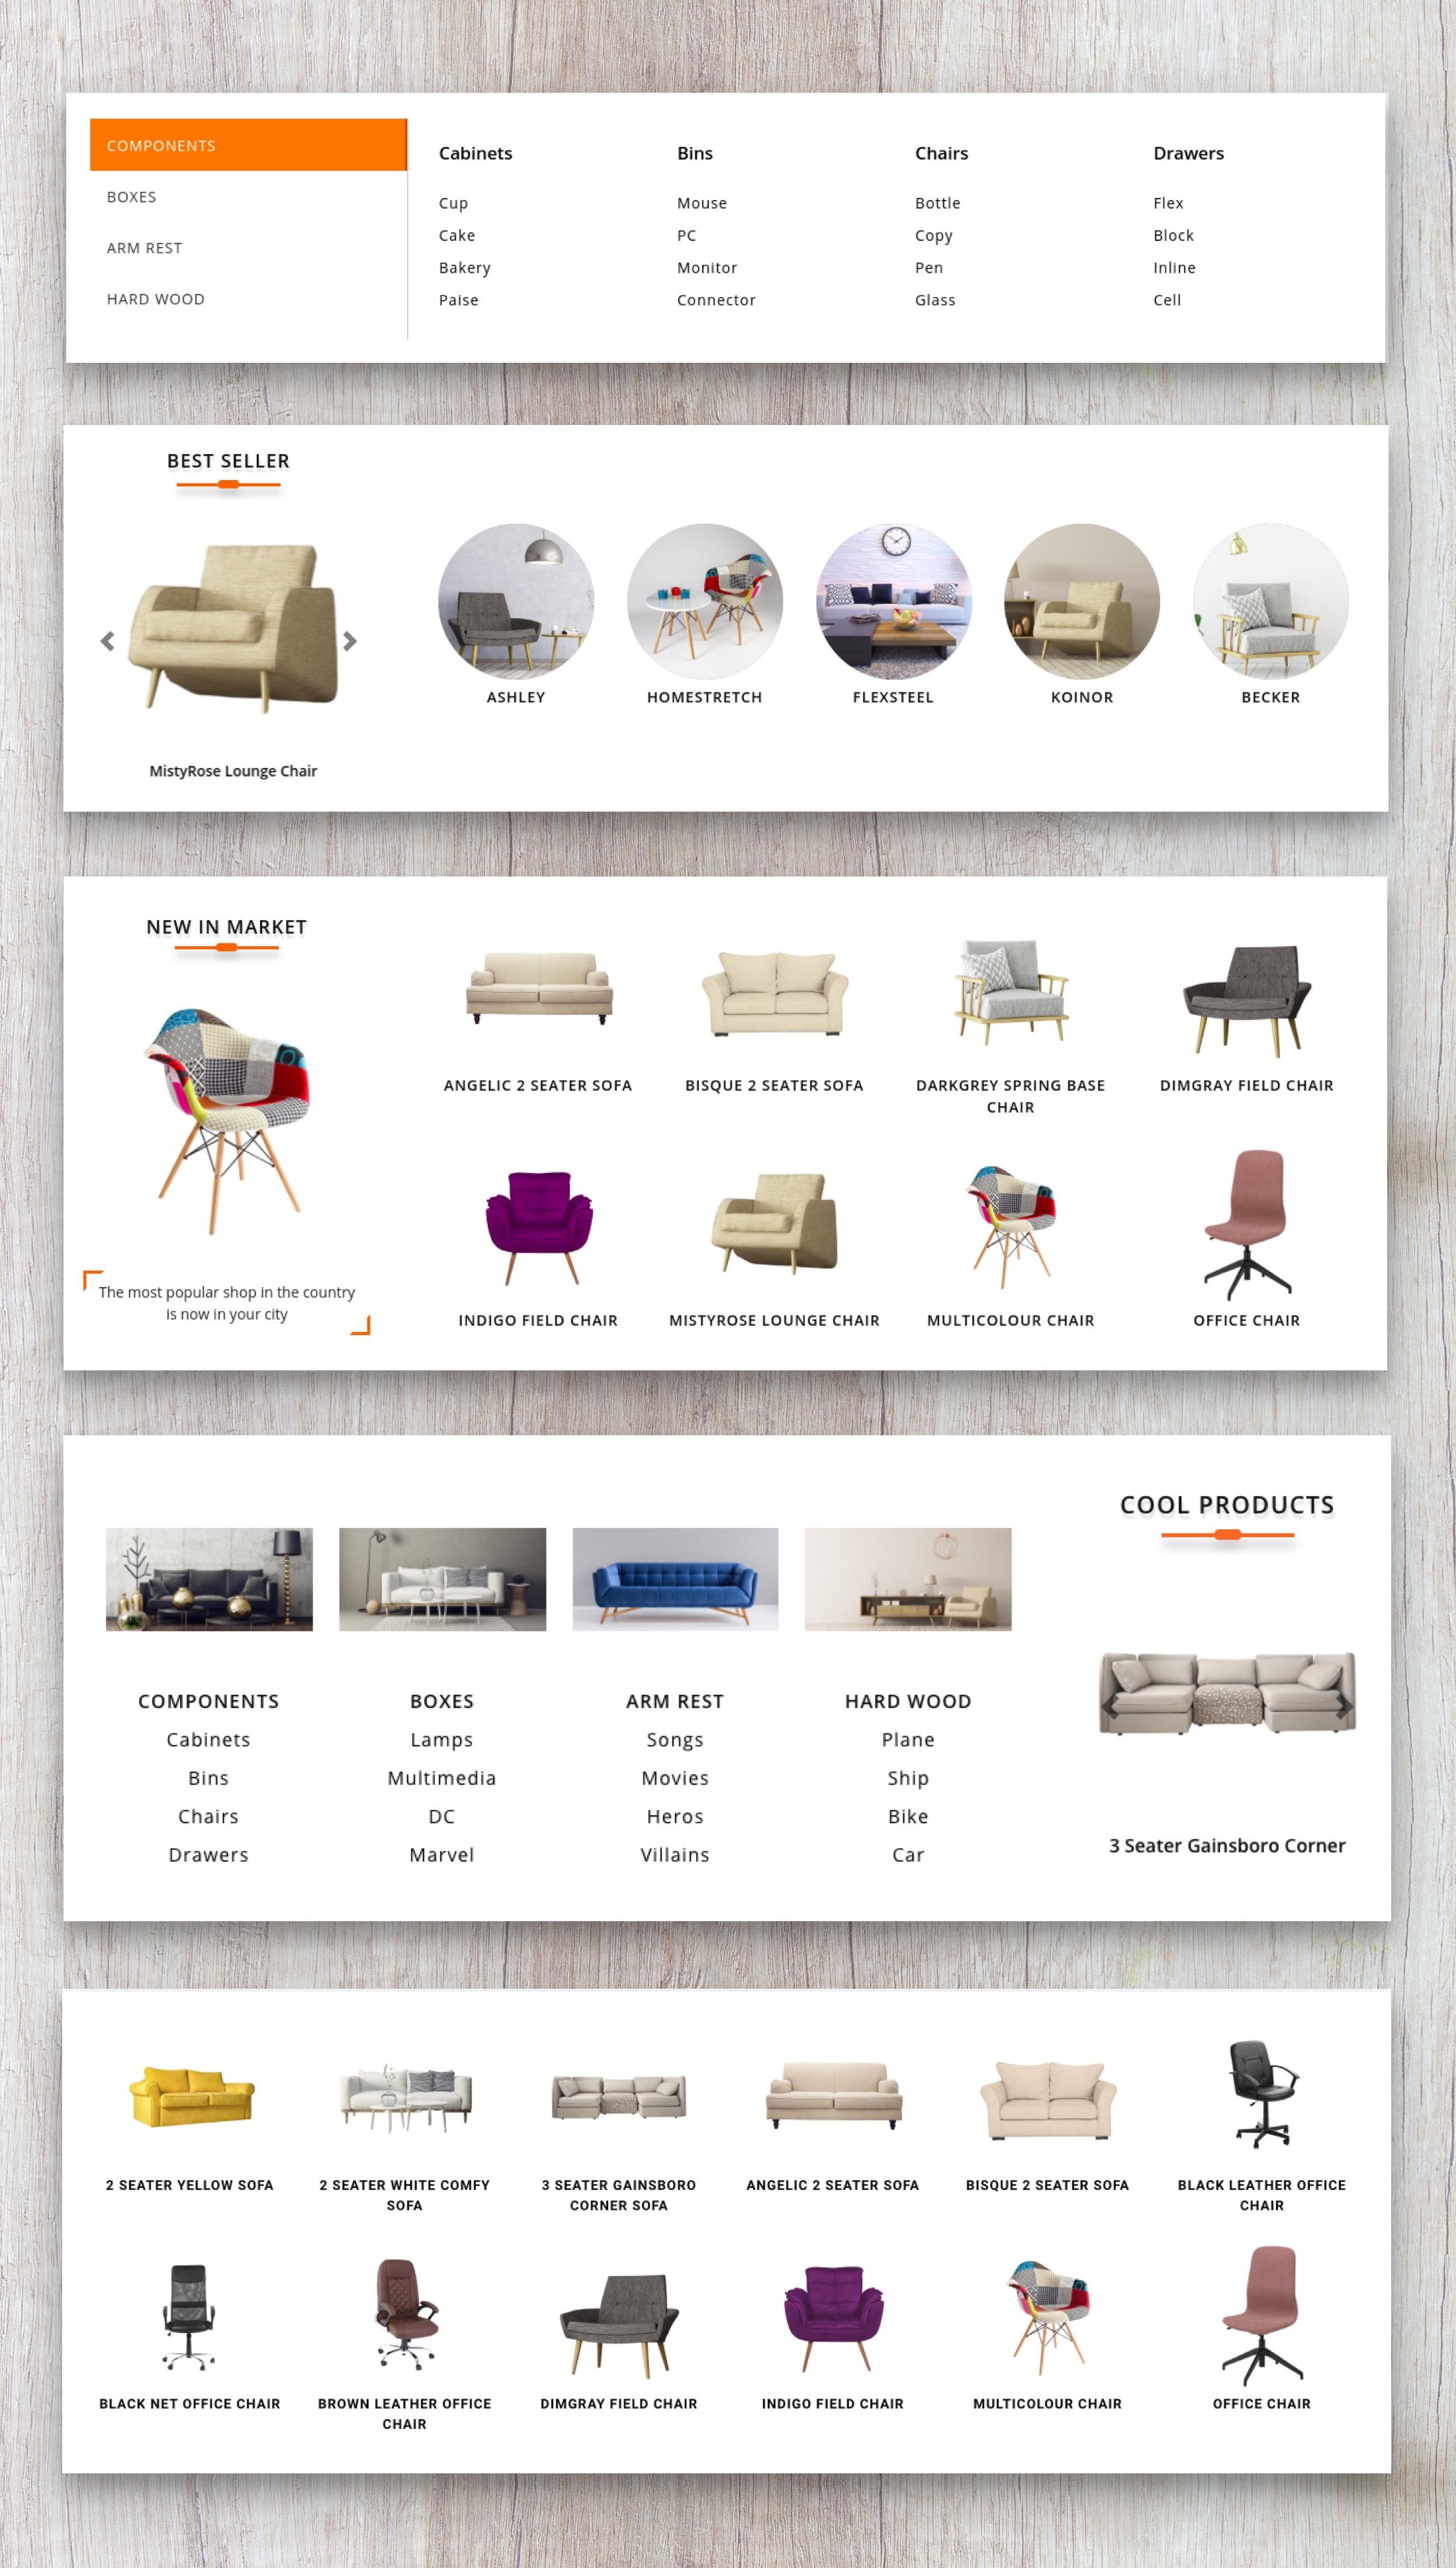 COMPONENTS
BOXES
ARM REST
HARD WOOD
Cabinets
Cup
Cake
Bakery
Paise
Bins
Mouse
PC
Monitor
Connector
Chairs
Bottle
Copy
Pen
Glass
Drawers
Flex
Block
Inline
Cell
BEST SELLER
MistyRose Lounge Chair
ASHLEY
HOMESTRETCH
FLEXSTEEL
KOINOR
BECKER
NEW IN MARKET
The most popular shop in the country
is now in your city
ANGELIC 2 SEATER SOFA
BISQUE 2 SEATER SOFA
DARKGREY SPRING BASE
CHAIR
DIMGRAY FIELD CHAIR
INDIGO FIELD CHAIR
MISTYROSE LOUNGE CHAIR
MULTICOLOUR CHAIR
OFFICE CHAIR
COMPONENTS
Cabinets
Bins
Chairs
Drawers
BOXES
Lamps
Multimedia
DC
Marvel
ARM REST
Songs
Movies
Heros
Villains
HARD WOOD
Plane
Ship
Bike
Car
COOL PRODUCTS
3 Seater Gainsboro Corner
2 SEATER YELLOW SOFA
2 SEATER WHITE COMFY
SOFA
3 SEATER GAINSBORO
CORNER SOFA
ANGELIC 2 SEATER SOFA
BISQUE 2 SEATER SOFA
BLACK LEATHER OFFICE
CHAIR
BLACK NET OFFICE CHAIR
BROWN LEATHER OFFICE
CHAIR
DIMGRAY FIELD CHAIR
INDIGO FIELD CHAIR
MULTICOLOUR CHAIR
OFFICE CHAIR